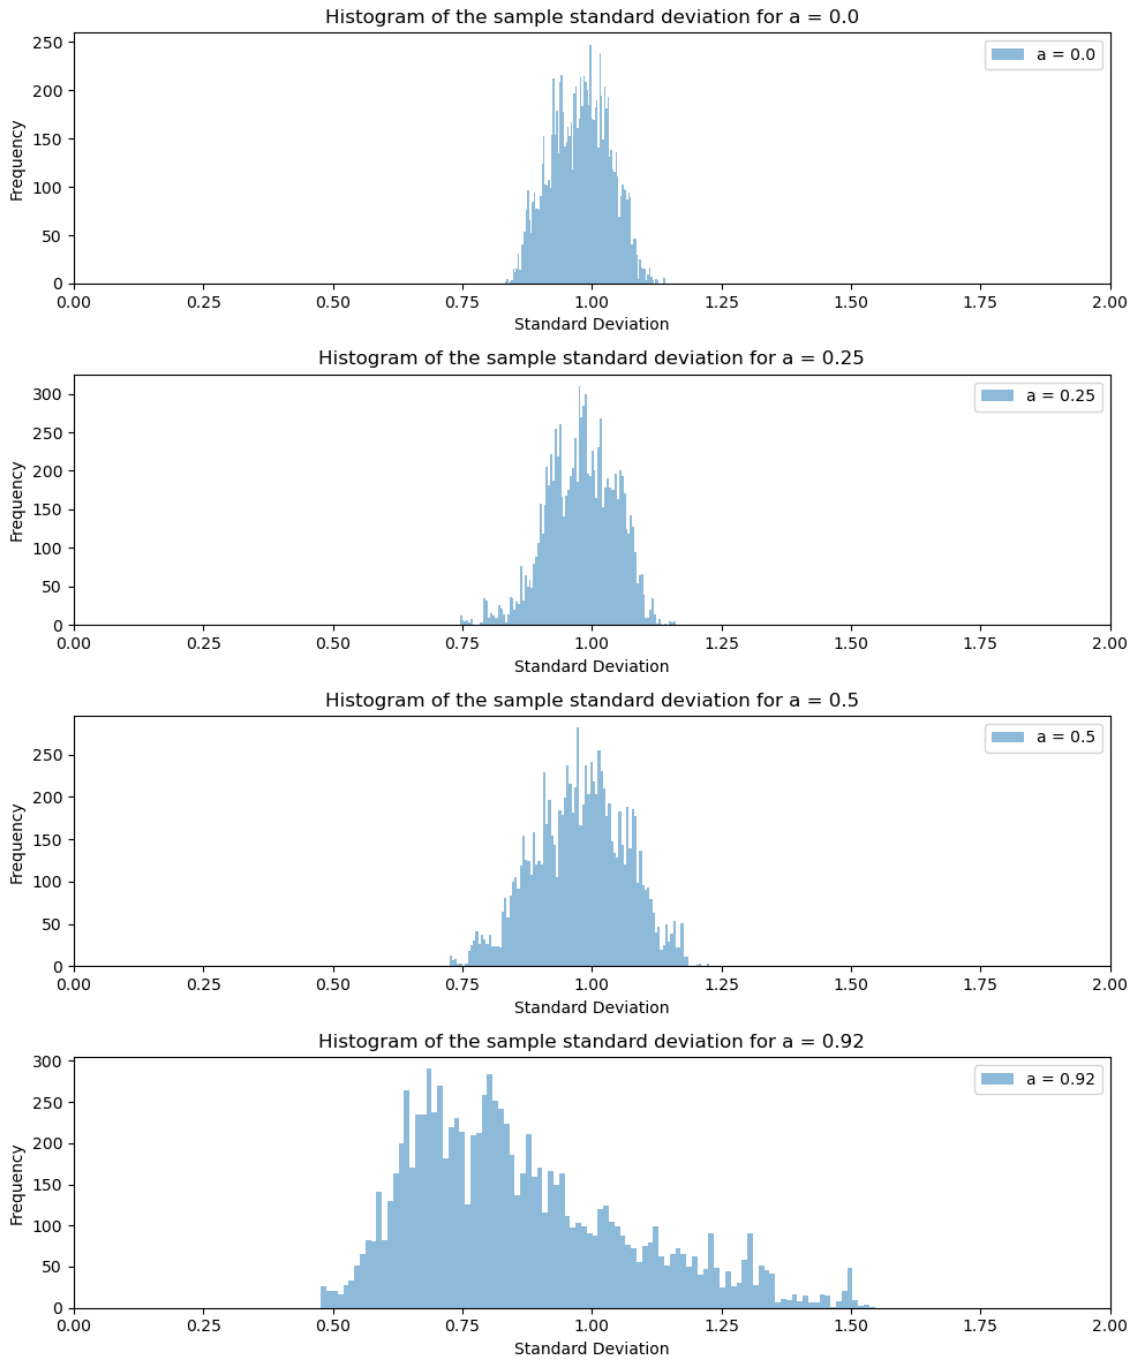 Histogram of the sample standard deviation for a = 0.0
250
200
150
100
50
0
Frequency
a = 0.0
0.00 0.25 0.50 0.75 1.00 1.25 1.50 1.75 2.00
Standard Deviation
Histogram of the sample standard deviation for a = 0.25
300
250
200
150
100
50
0
Frequency
a = 0.25
0.00 0.25 0.50 0.75 1.00 1.25 1.50 1.75 2.00
Standard Deviation
Histogram of the sample standard deviation for a = 0.5
250
200
150
100
50
0
Frequency
a = 0.5
0.00 0.25 0.50 0.75 1.00 1.25 1.50 1.75 2.00
Standard Deviation
Histogram of the sample standard deviation for a = 0.92
300
250
200
150
100
50
0
Frequency
a = 0.92
0.00 0.25 0.50 0.75 1.00 1.25 1.50 1.75 2.00
Standard Deviation